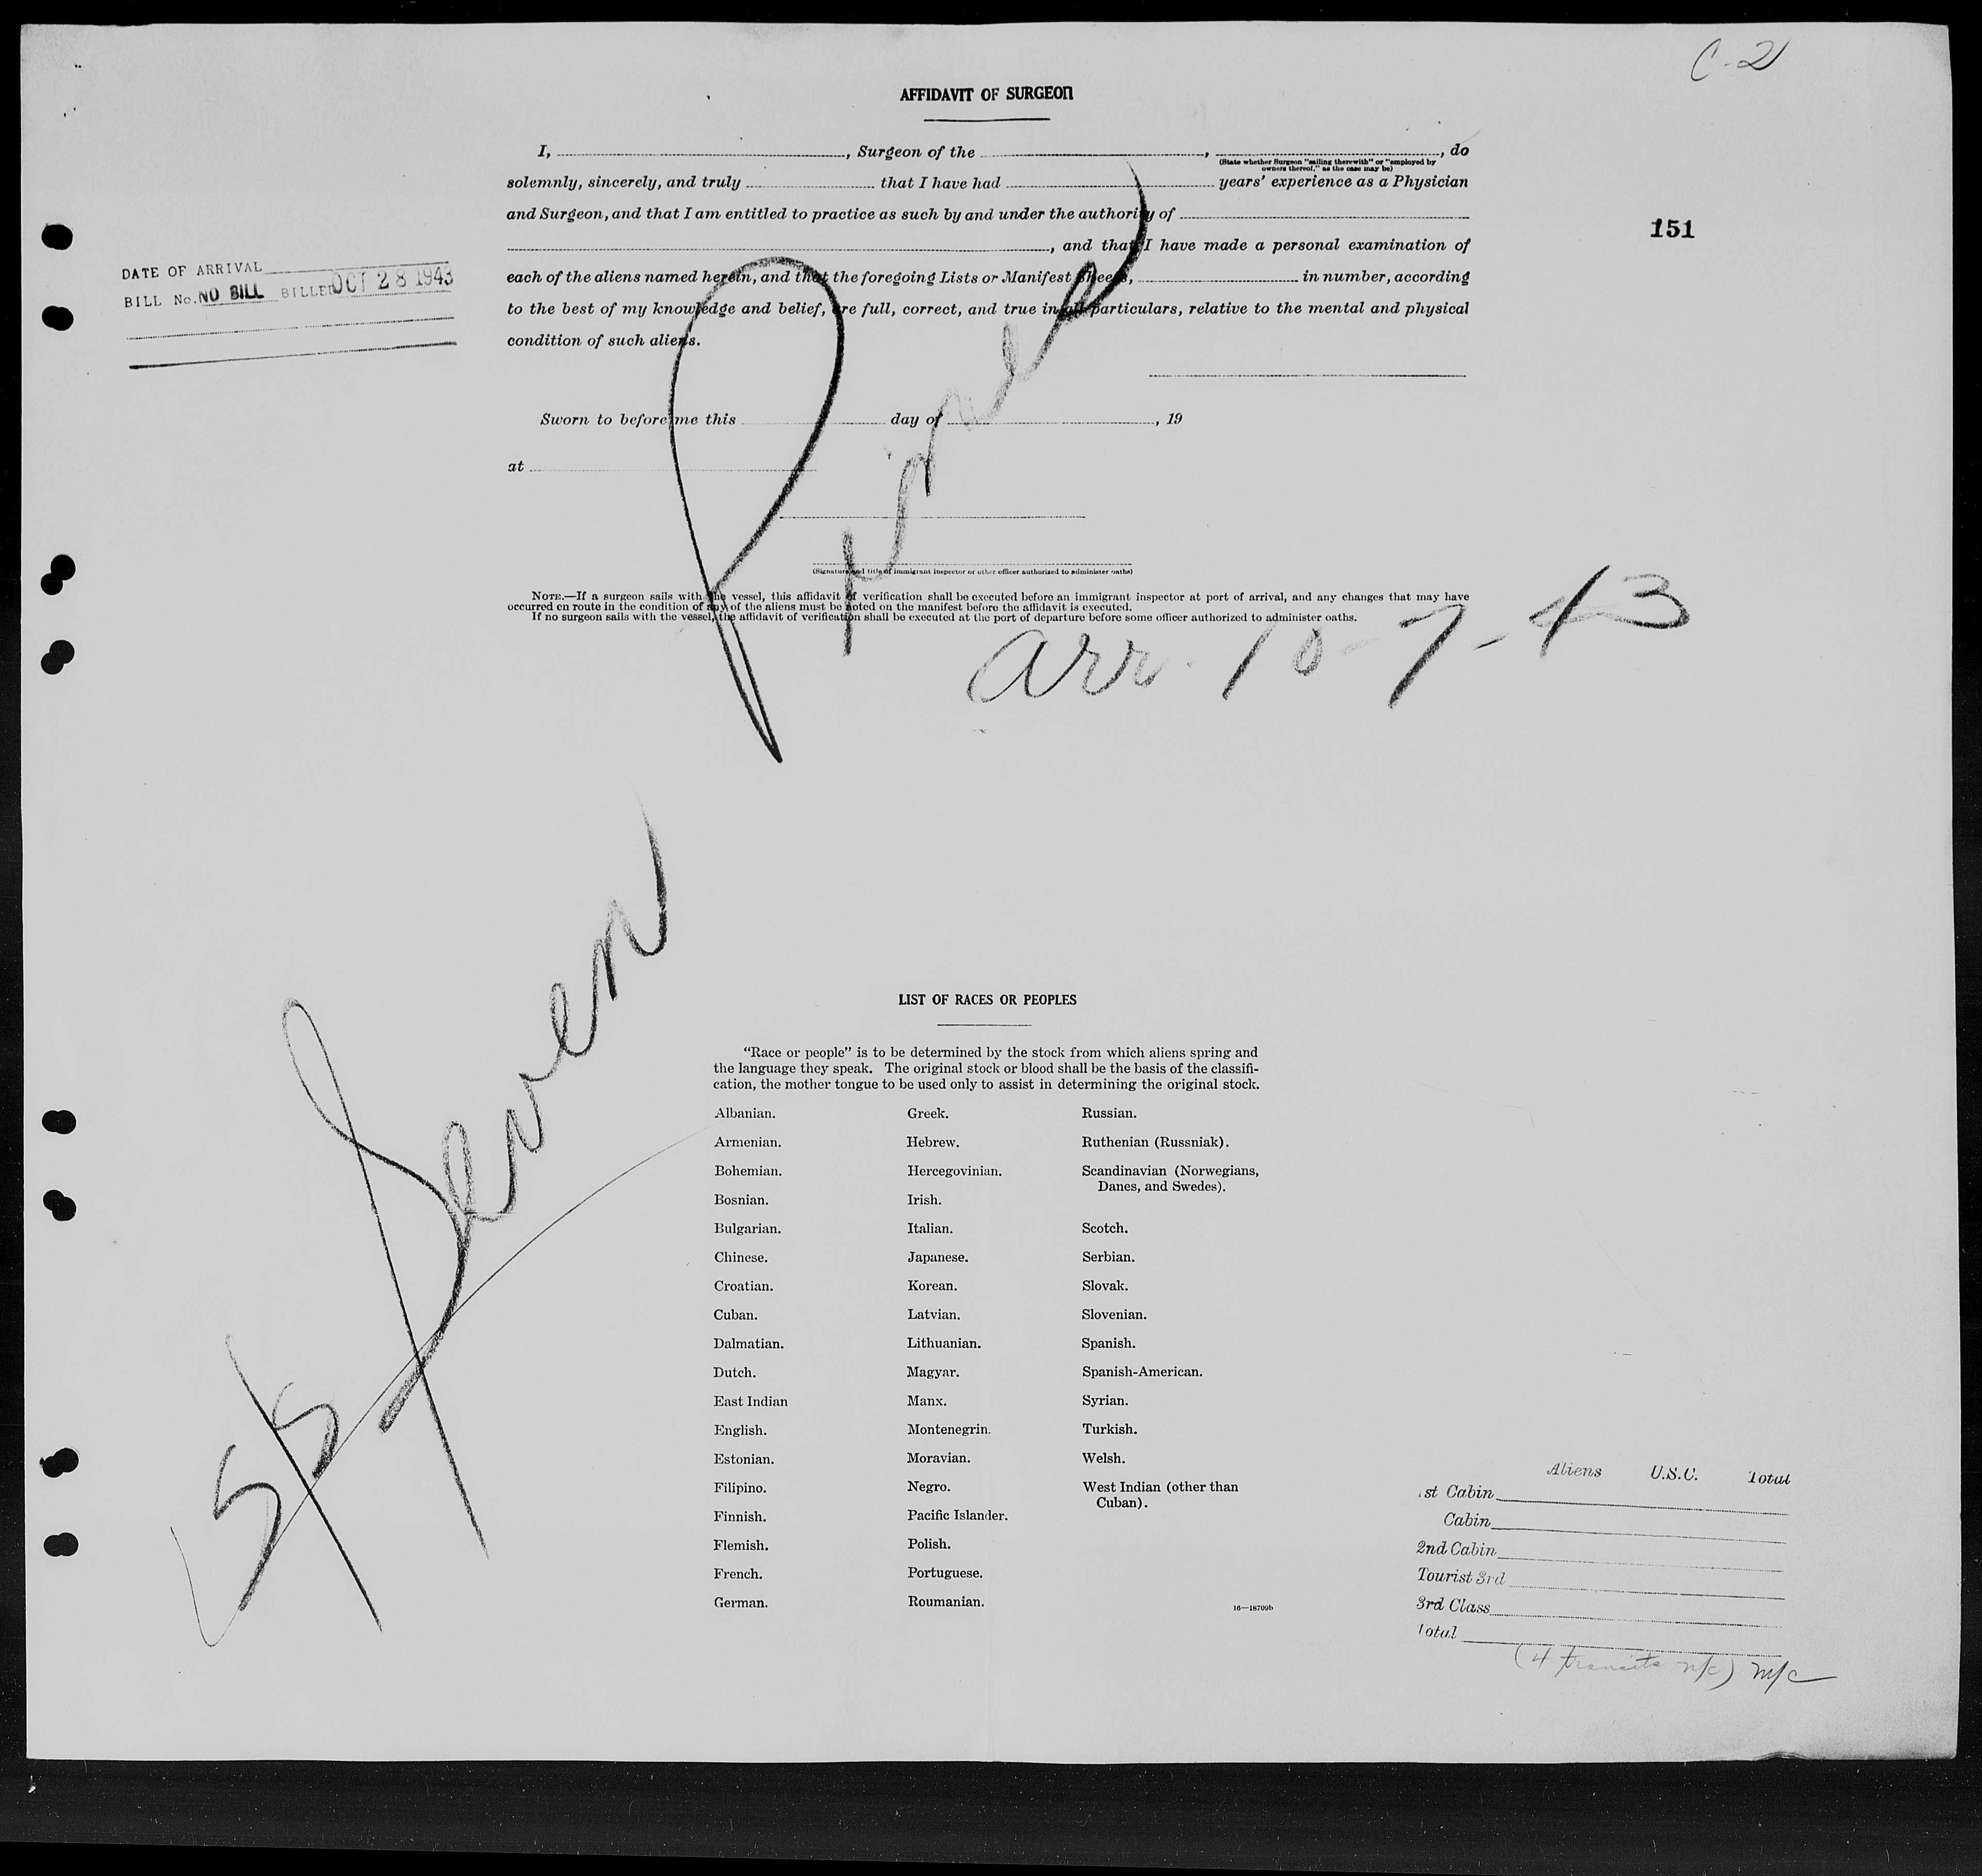 C-2
AFFIDAVIT OF SURGEON
I, , Surgeon of the , , do
(State whether Surgeon "sailing therewith" or "employed by
owners thereof," as the case may be)
solemnly, sincerely, and truly that I have had years' experience as a Physician
and Surgeon, and that I am entitled to practice as such by and under the authority of
151
, and that I have made a personal examination of
DATE OF ARRIVAL
each of the aliens named herein, and that the foregoing Lists or Manifest Sheets, in number, according
BILL No. NO BILL BILLED OCT 28 1943
to the best of my knowledge and belief, are full, correct, and true in all particulars, relative to the mental and physical
condition of such aliens.
Sworn to before me this day of , 19
at
(Signature and title of immigrant inspector or other officer authorized to administer oaths)
NOTE.—If a surgeon sails with the vessel, this affidavit of verification shall be executed before an immigrant inspector at port of arrival, and any changes that may have
occurred en route in the condition of any of the aliens must be noted on the manifest before the affidavit is executed.
If no surgeon sails with the vessel, the affidavit of verification shall be executed at the port of departure before some officer authorized to administer oaths.
arr. 10-7-43
SS
LIST OF RACES OR PEOPLES
"Race or people" is to be determined by the stock from which aliens spring and
the language they speak. The original stock or blood shall be the basis of the classifi-
cation, the mother tongue to be used only to assist in determining the original stock.
Albanian. Greek. Russian.
Armenian. Hebrew. Ruthenian (Russniak).
Bohemian. Hercegovinian. Scandinavian (Norwegians,
Danes, and Swedes).
Bosnian. Irish.
Bulgarian. Italian. Scotch.
Chinese. Japanese. Serbian.
Croatian. Korean. Slovak.
Cuban. Latvian. Slovenian.
Dalmatian. Lithuanian. Spanish.
Dutch. Magyar. Spanish-American.
East Indian Manx. Syrian.
English. Montenegrin. Turkish.
Estonian. Moravian. Welsh.
Filipino. Negro. West Indian (other than
Cuban).
Finnish. Pacific Islander.
Flemish. Polish.
French. Portuguese.
German. Roumanian.
16—18709b
Aliens U.S.C. Total
1st Cabin
Cabin
2nd Cabin
Tourist 3rd
3rd Class
Total
(4 transits n/c) n/c